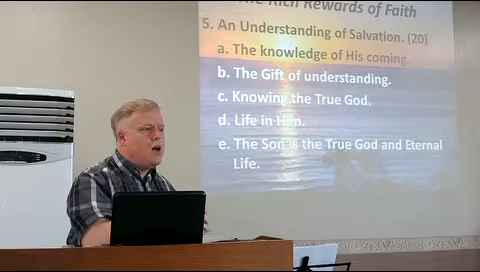 The Rich Rewards of Faith
5. An Understanding of Salvation. (20)
a. The knowledge of His coming.
b. The Gift of understanding.
c. Knowing the True God.
d. Life in Him.
e. The Son is the True God and Eternal
Life.